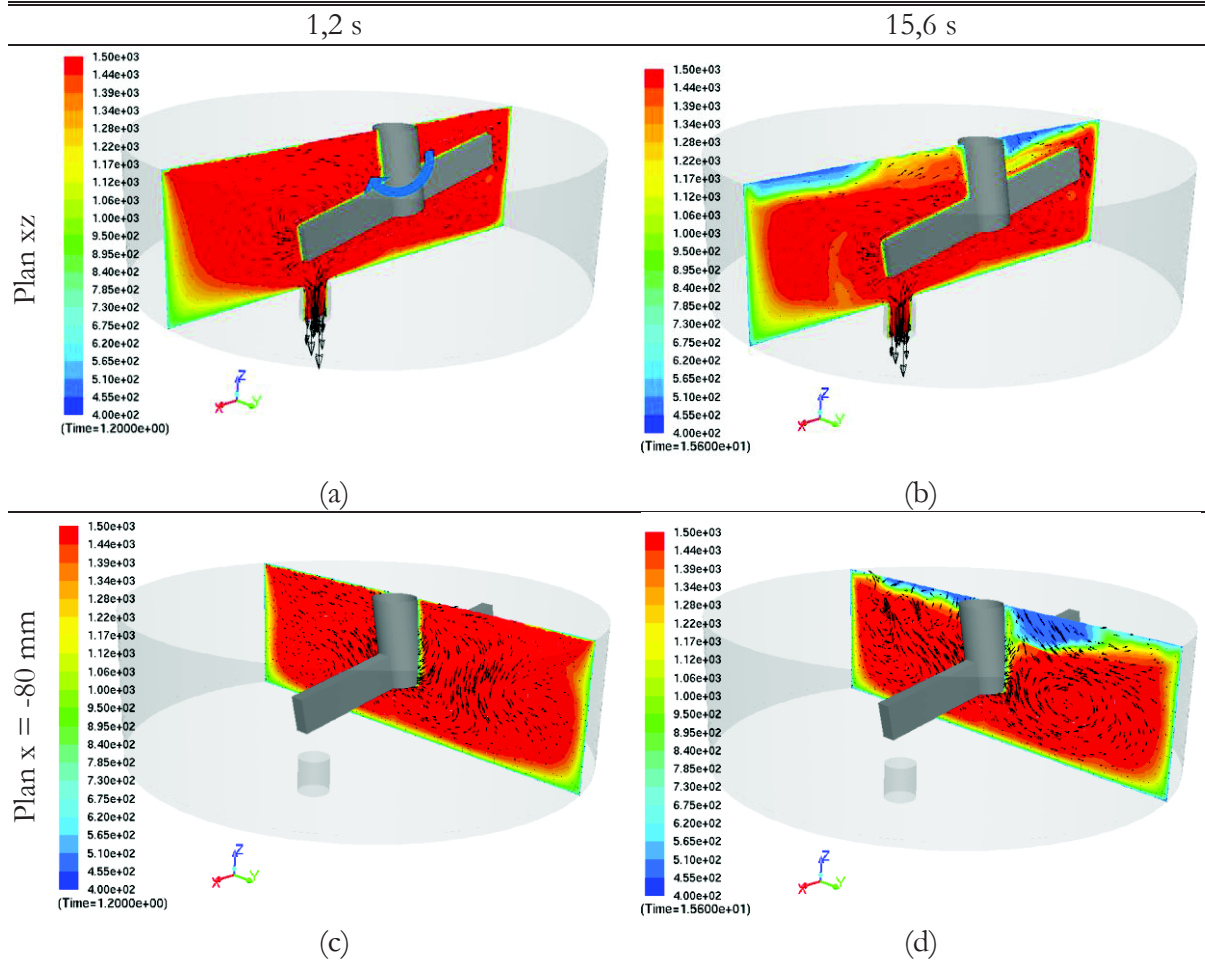 1,2 s 15,6 s
Plan xz
1.50e+03
1.44e+03
1.39e+03
1.34e+03
1.28e+03
1.23e+03
1.17e+03
1.12e+03
1.06e+03
1.00e+03
9.50e+02
8.95e+02
8.40e+02
7.85e+02
7.30e+02
6.75e+02
6.20e+02
5.65e+02
5.10e+02
4.55e+02
4.00e+02
(Time=1.2000e+00)
Z
X
Y
(a)
1.50e+03
1.44e+03
1.39e+03
1.34e+03
1.28e+03
1.23e+03
1.17e+03
1.12e+03
1.06e+03
1.00e+03
9.50e+02
8.95e+02
8.40e+02
7.85e+02
7.30e+02
6.75e+02
6.20e+02
5.65e+02
5.10e+02
4.55e+02
4.00e+02
(Time=1.5600e+01)
Z
X
Y
(b)
Plan x = -80 mm
1.50e+03
1.44e+03
1.39e+03
1.34e+03
1.28e+03
1.23e+03
1.17e+03
1.12e+03
1.06e+03
1.00e+03
9.50e+02
8.95e+02
8.40e+02
7.85e+02
7.30e+02
6.75e+02
6.20e+02
5.65e+02
5.10e+02
4.55e+02
4.00e+02
(Time=1.2000e+00)
Z
X
Y
(c)
1.50e+03
1.44e+03
1.39e+03
1.34e+03
1.28e+03
1.23e+03
1.17e+03
1.12e+03
1.06e+03
1.00e+03
9.50e+02
8.95e+02
8.40e+02
7.85e+02
7.30e+02
6.75e+02
6.20e+02
5.65e+02
5.10e+02
4.55e+02
4.00e+02
(Time=1.5600e+01)
Z
X
Y
(d)